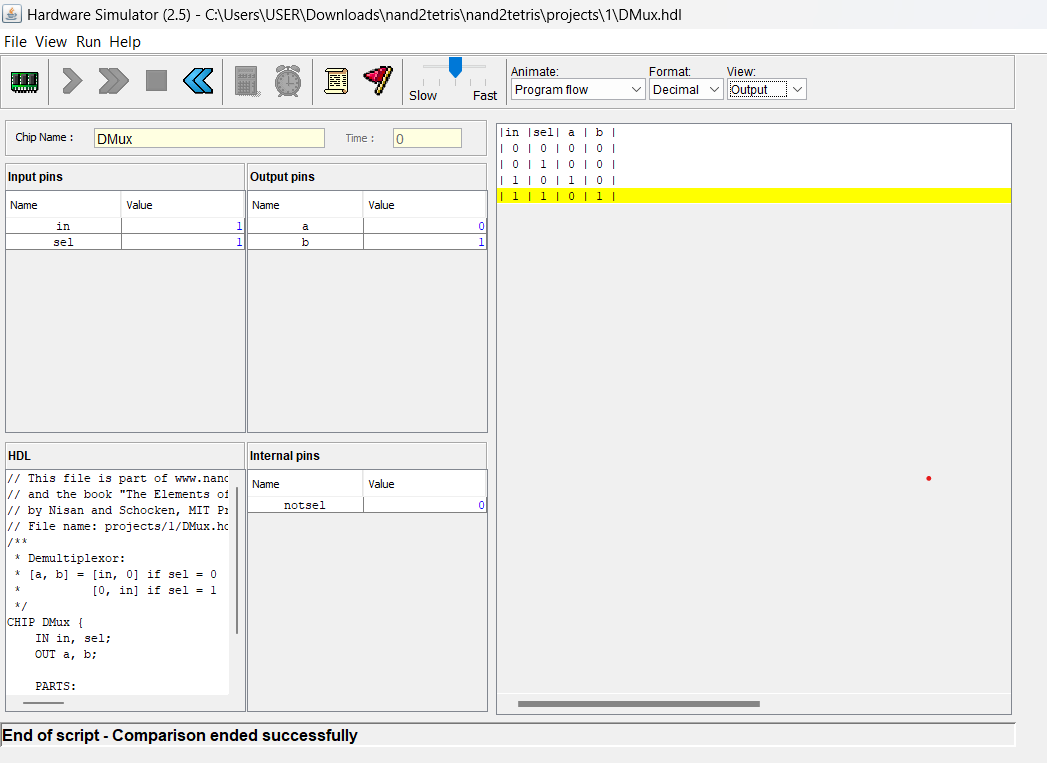 Hardware Simulator (2.5) - C:\Users\USER\Downloads\nand2tetris\nand2tetris\projects\1\DMux.hdl
File View Run Help
Slow Fast
Animate: Format: View:
Program flow Decimal Output
Chip Name : DMux Time : 0
Input pins
Name Value
in 1
sel 1
Output pins
Name Value
a 0
b 1
HDL
// This file is part of www.nand
// and the book "The Elements of
// by Nisan and Schocken, MIT Pr
// File name: projects/1/DMux.hd
/**
* Demultiplexor:
* [a, b] = [in, 0] if sel = 0
* [0, in] if sel = 1
*/
CHIP DMux {
IN in, sel;
OUT a, b;
PARTS:
Internal pins
Name Value
notsel 0
|in |sel| a | b |
| 0 | 0 | 0 | 0 |
| 0 | 1 | 0 | 0 |
| 1 | 0 | 1 | 0 |
| 1 | 1 | 0 | 1 |
End of script - Comparison ended successfully